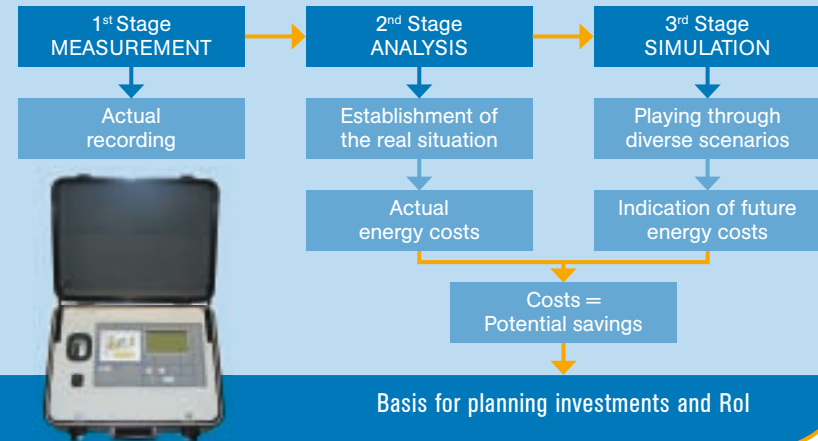 1st Stage
MEASUREMENT
2nd Stage
ANALYSIS
3rd Stage
SIMULATION
Actual
recording
Establishment of
the real situation
Playing through
diverse scenarios
Actual
energy costs
Indication of future
energy costs
Costs =
Potential savings
Basis for planning investments and RoI